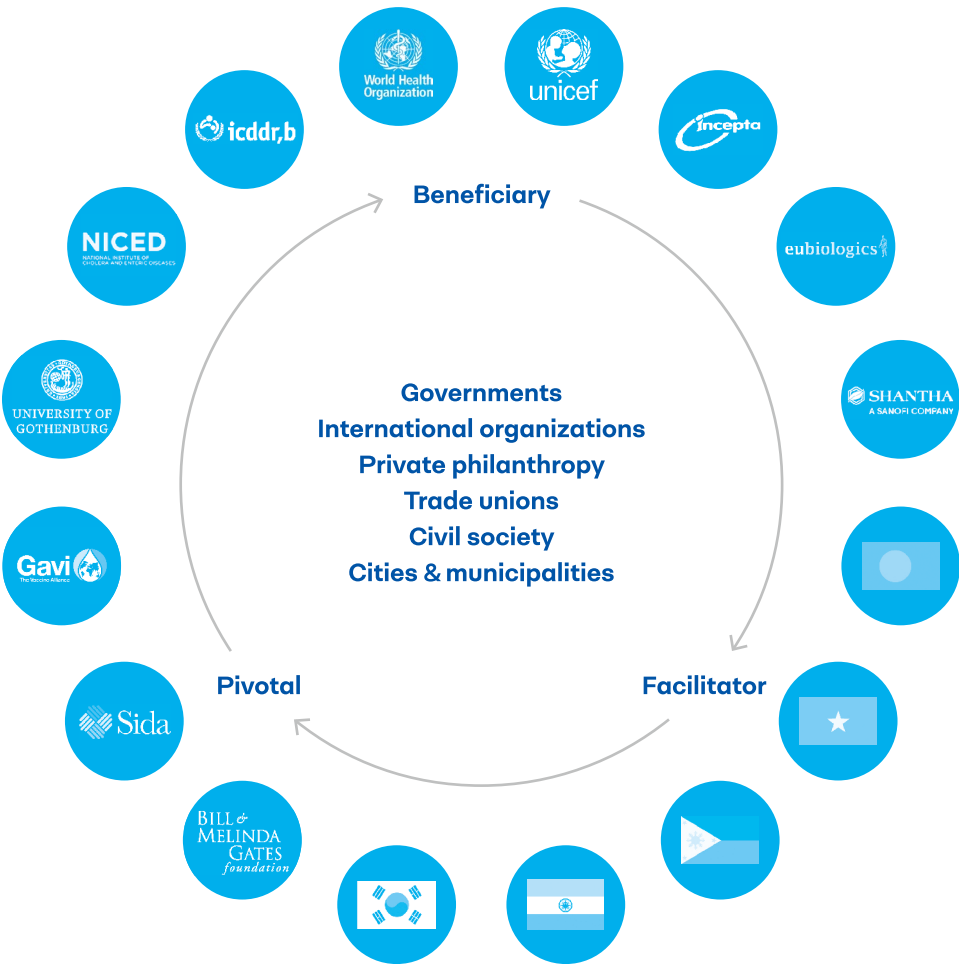 World Health
Organization
unicef
icddr,b
incepta
NICED
NATIONAL INSTITUTE OF
CHOLERA AND ENTERIC DISEASES
Beneficiary
eubiologics
UNIVERSITY OF
GOTHENBURG
Governments
International organizations
Private philanthropy
Trade unions
Civil society
Cities & municipalities
SHANTHA
A SANOFI COMPANY
Gavi
The Vaccine Alliance
Pivotal
Facilitator
Sida
BILL &
MELINDA
GATES
foundation